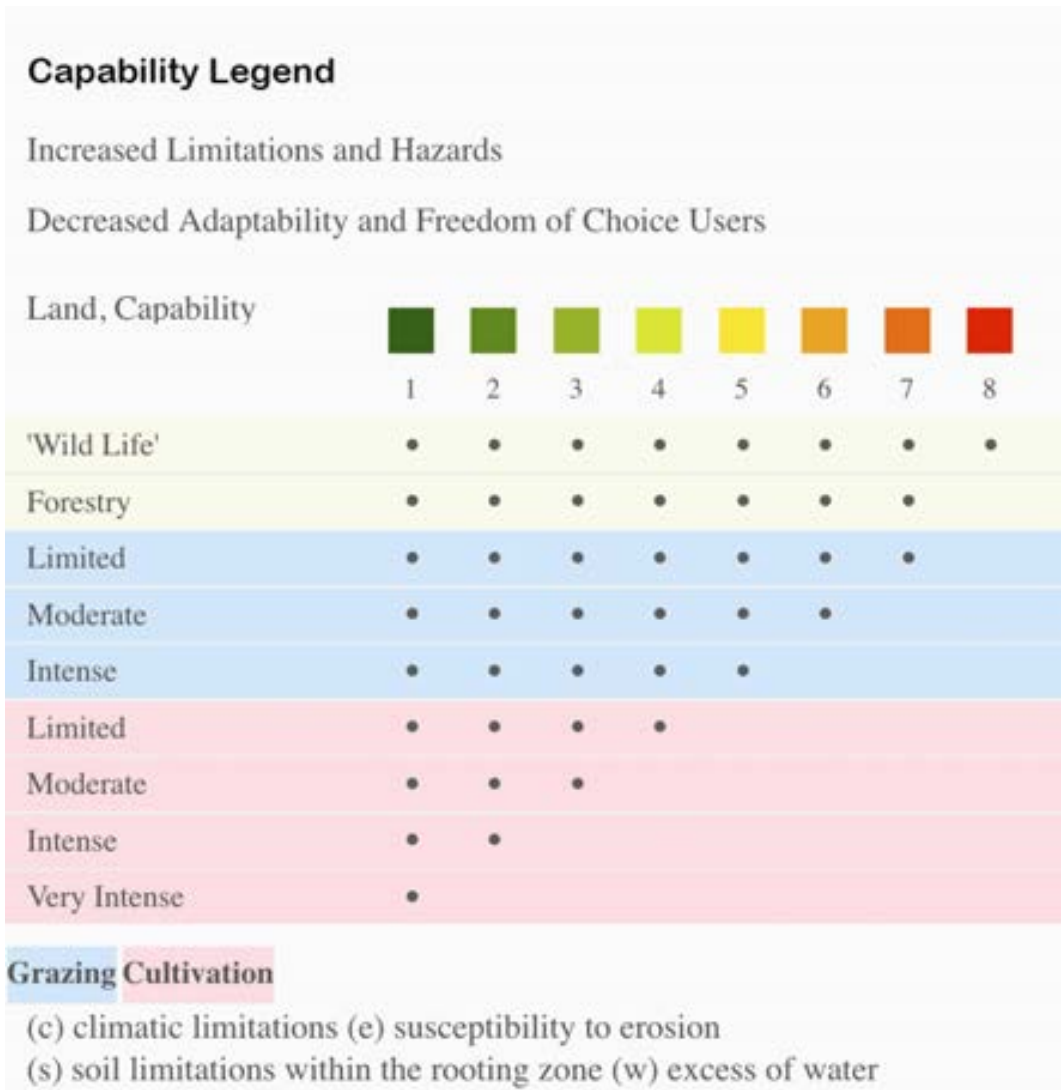 Capability Legend
Increased Limitations and Hazards
Decreased Adaptability and Freedom of Choice Users
Land, Capability
1 2 3 4 5 6 7 8
'Wild Life'
Forestry
Limited
Moderate
Intense
Limited
Moderate
Intense
Very Intense
Grazing Cultivation
(c) climatic limitations (e) susceptibility to erosion
(s) soil limitations within the rooting zone (w) excess of water